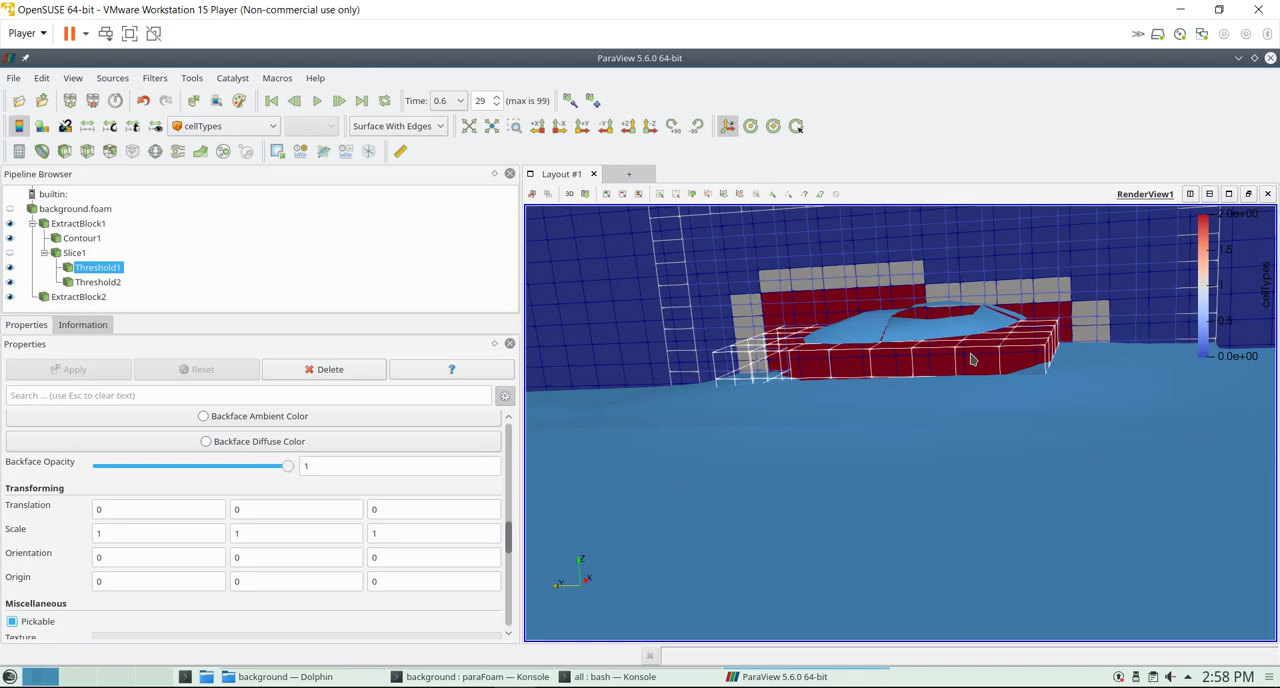 OpenSUSE 64-bit - VMware Workstation 15 Player (Non-commercial use only)
Player
ParaView 5.6.0 64-bit
File Edit View Sources Filters Tools Catalyst Macros Help
Time: 0.6 29 (max is 99)
cellTypes Surface With Edges +X -X +Y -Y +Z -Z +90 -90
Pipeline Browser
Layout #1
builtin:
3D RenderView1
background.foam
ExtractBlock1
Contour1
Slice1
Threshold1
Threshold2
ExtractBlock2
2.0e+00
1.5
cellTypes
0.5
0.0e+00
Properties Information
Properties
Apply Reset Delete ?
Search ... (use Esc to clear text)
Backface Ambient Color
Backface Diffuse Color
Backface Opacity 1
Transforming
Translation 0 0 0
Scale 1 1 1
Orientation 0 0 0
Origin 0 0 0
Miscellaneous
Pickable
Texture
Z
Y X
background — Dolphin background : paraFoam — Konsole all : bash — Konsole ParaView 5.6.0 64-bit 2:58 PM